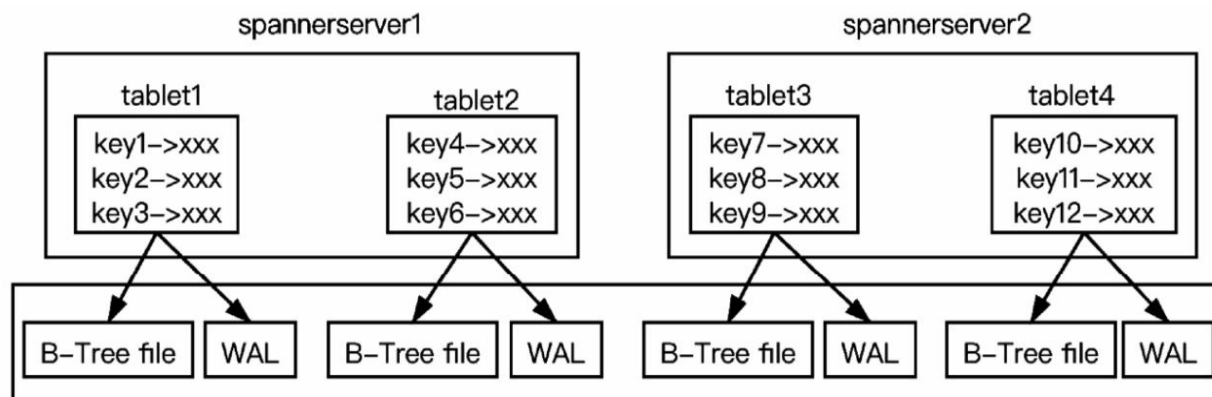 spannerserver1 spannerserver2
tablet1 tablet2 tablet3 tablet4
key1->xxx key4->xxx key7->xxx key10->xxx
key2->xxx key5->xxx key8->xxx key11->xxx
key3->xxx key6->xxx key9->xxx key12->xxx
B-Tree file WAL B-Tree file WAL B-Tree file WAL B-Tree file WAL